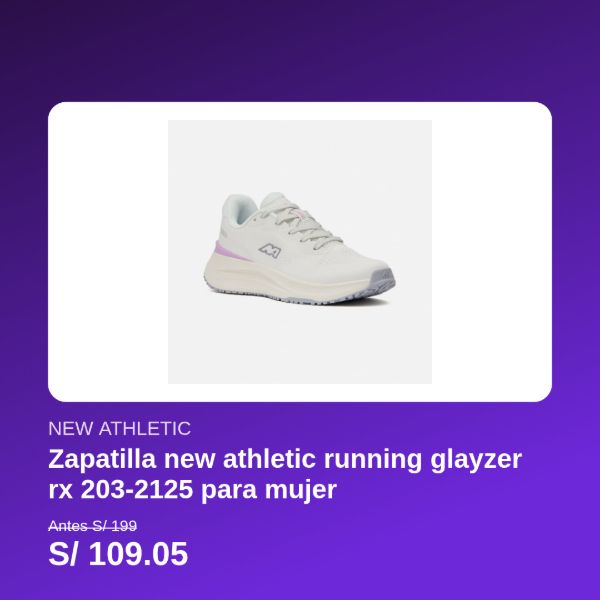 NEW ATHLETIC
Zapatilla new athletic running glayzer
rx 203-2125 para mujer
Antes S/ 199
S/ 109.05